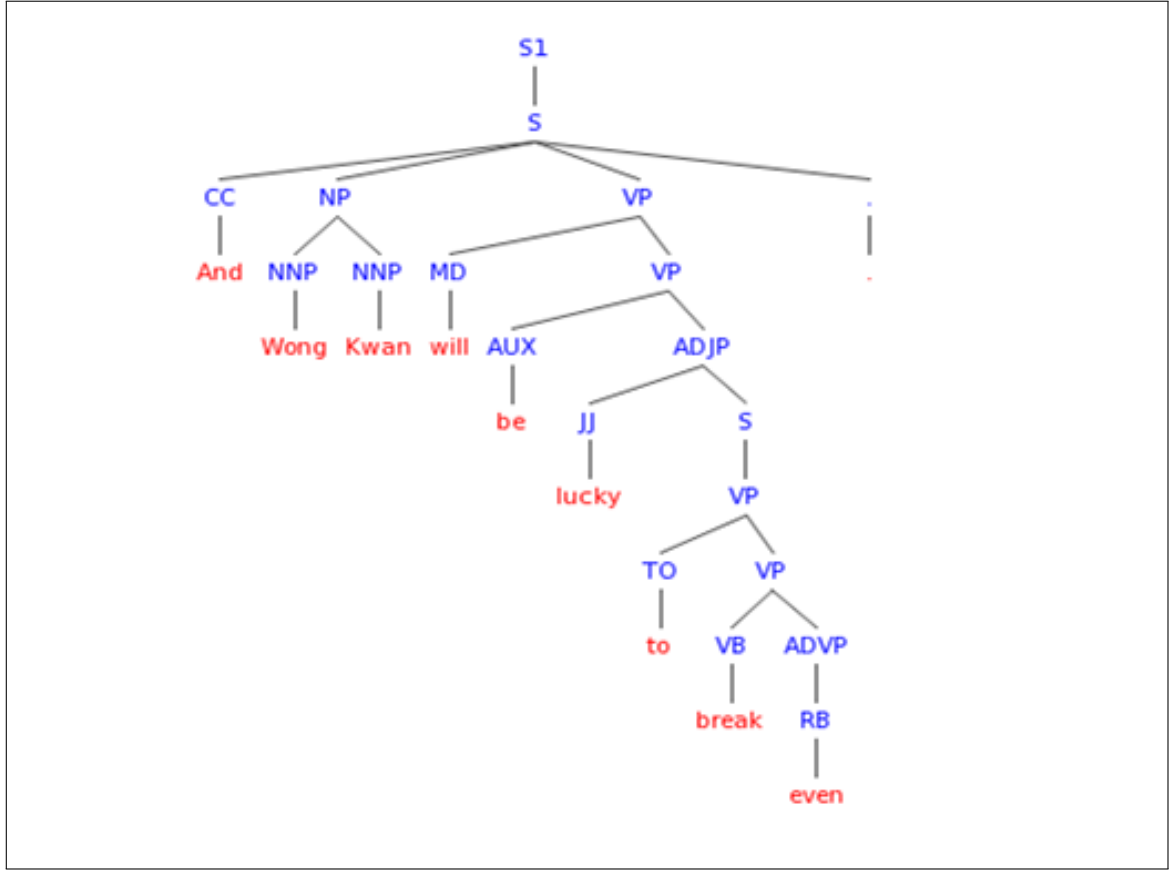 S1
S
CC NP VP .
And NNP NNP MD VP .
Wong Kwan will AUX ADJP
be JJ S
lucky VP
TO VP
to VB ADVP
break RB
even